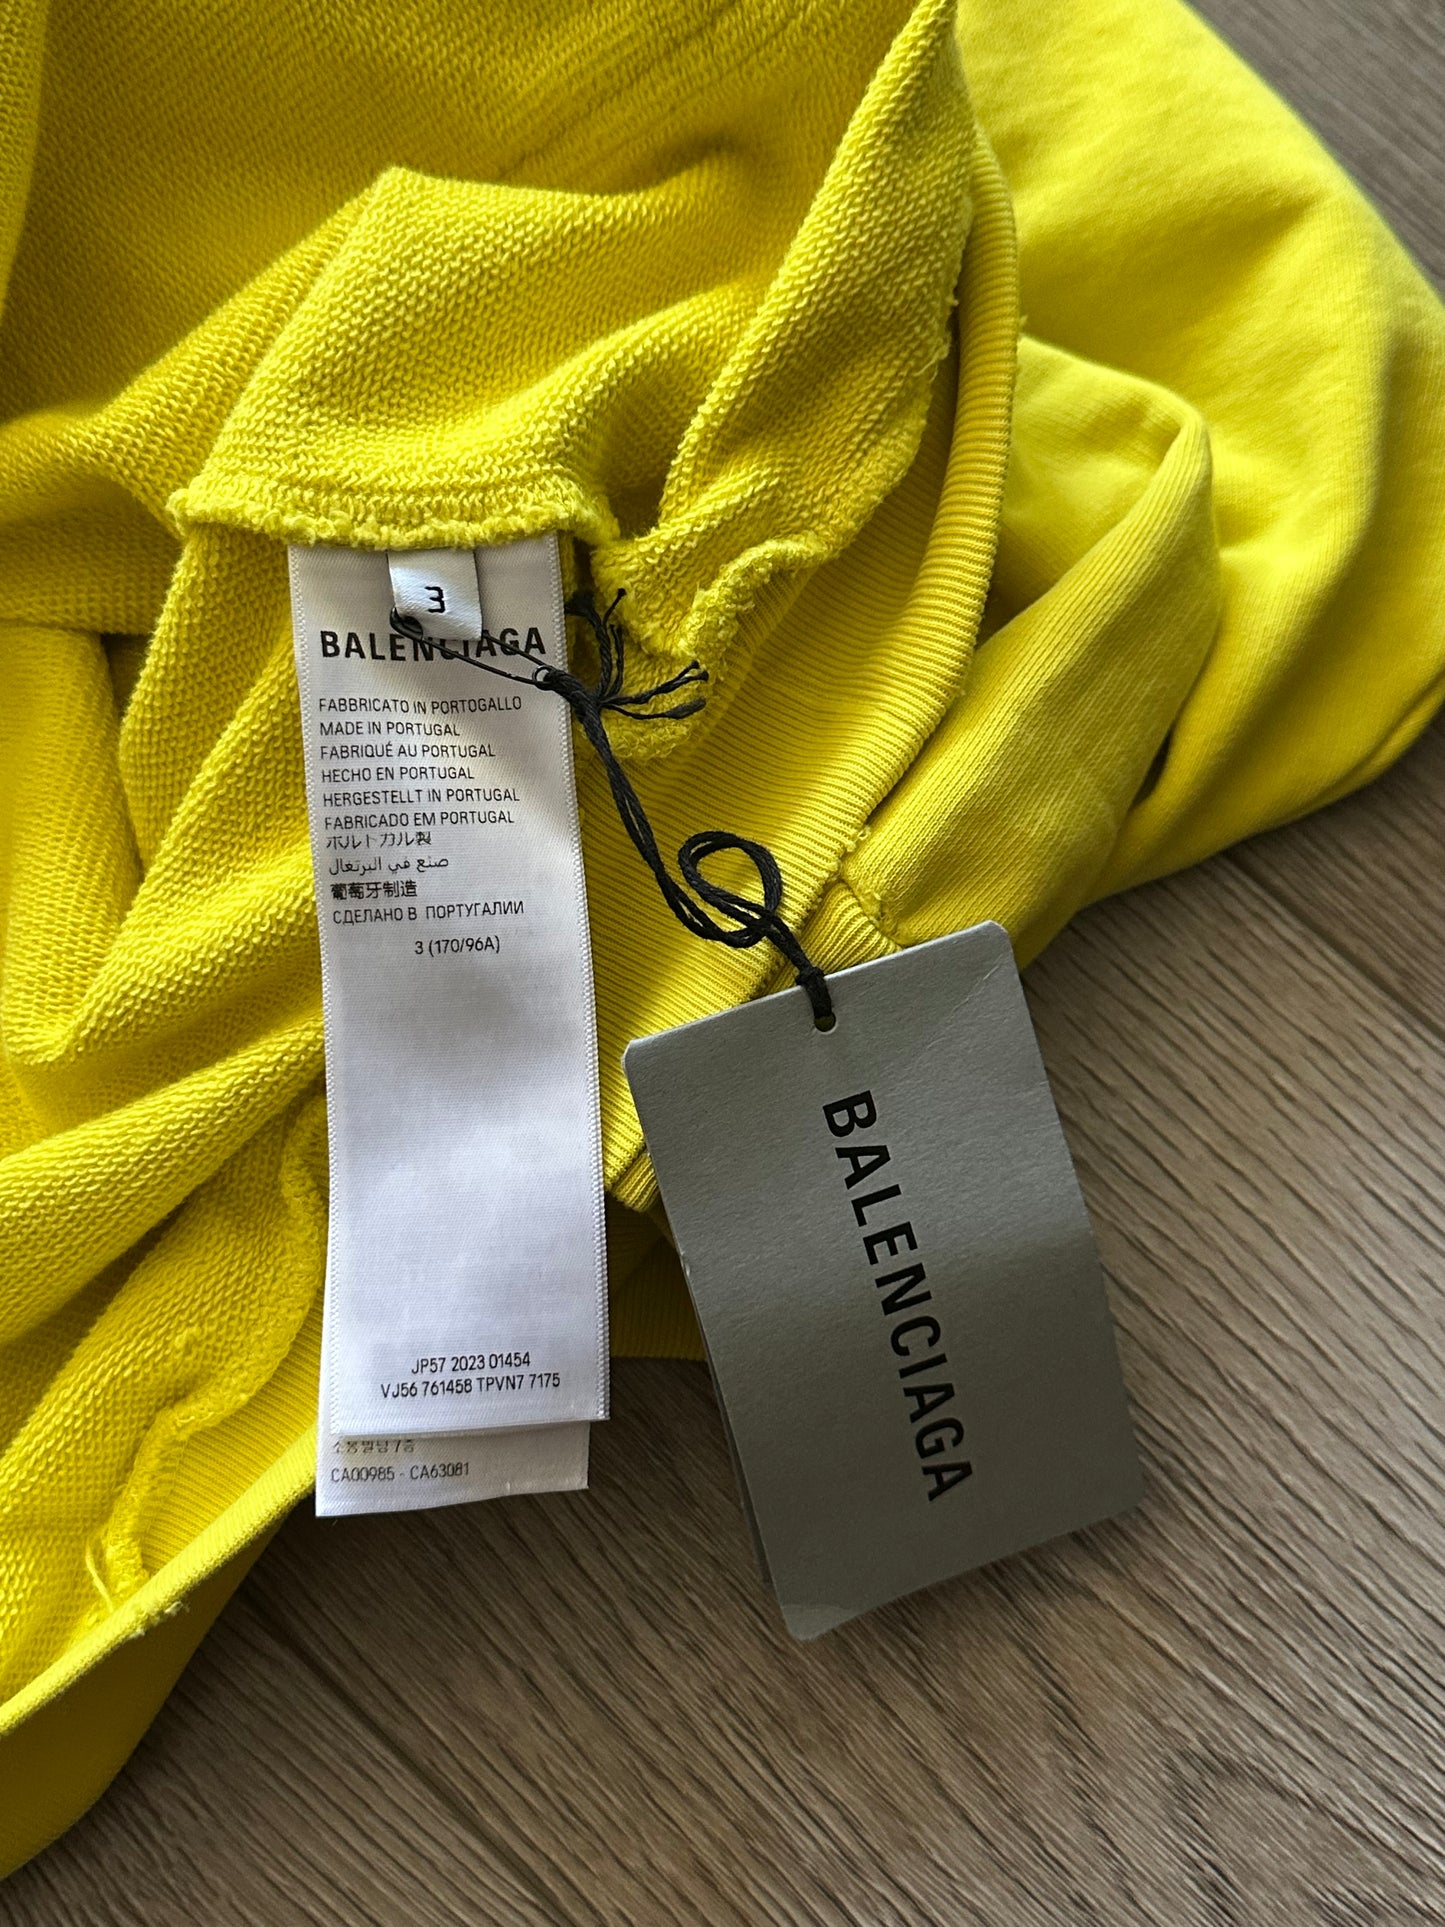 3
BALENCIAGA
FABBRICATO IN PORTOGALLO
MADE IN PORTUGAL
FABRIQUÉ AU PORTUGAL
HECHO EN PORTUGAL
HERGESTELLT IN PORTUGAL
FABRICADO EM PORTUGAL
ポルトガル製
صنع في البرتغال
葡萄牙制造
СДЕЛАНО В ПОРТУГАЛИИ
3 (170/96A)
JP57 2023 01454
VJ56 761458 TPVN7 7175
CA00985 - CA63081
BALENCIAGA